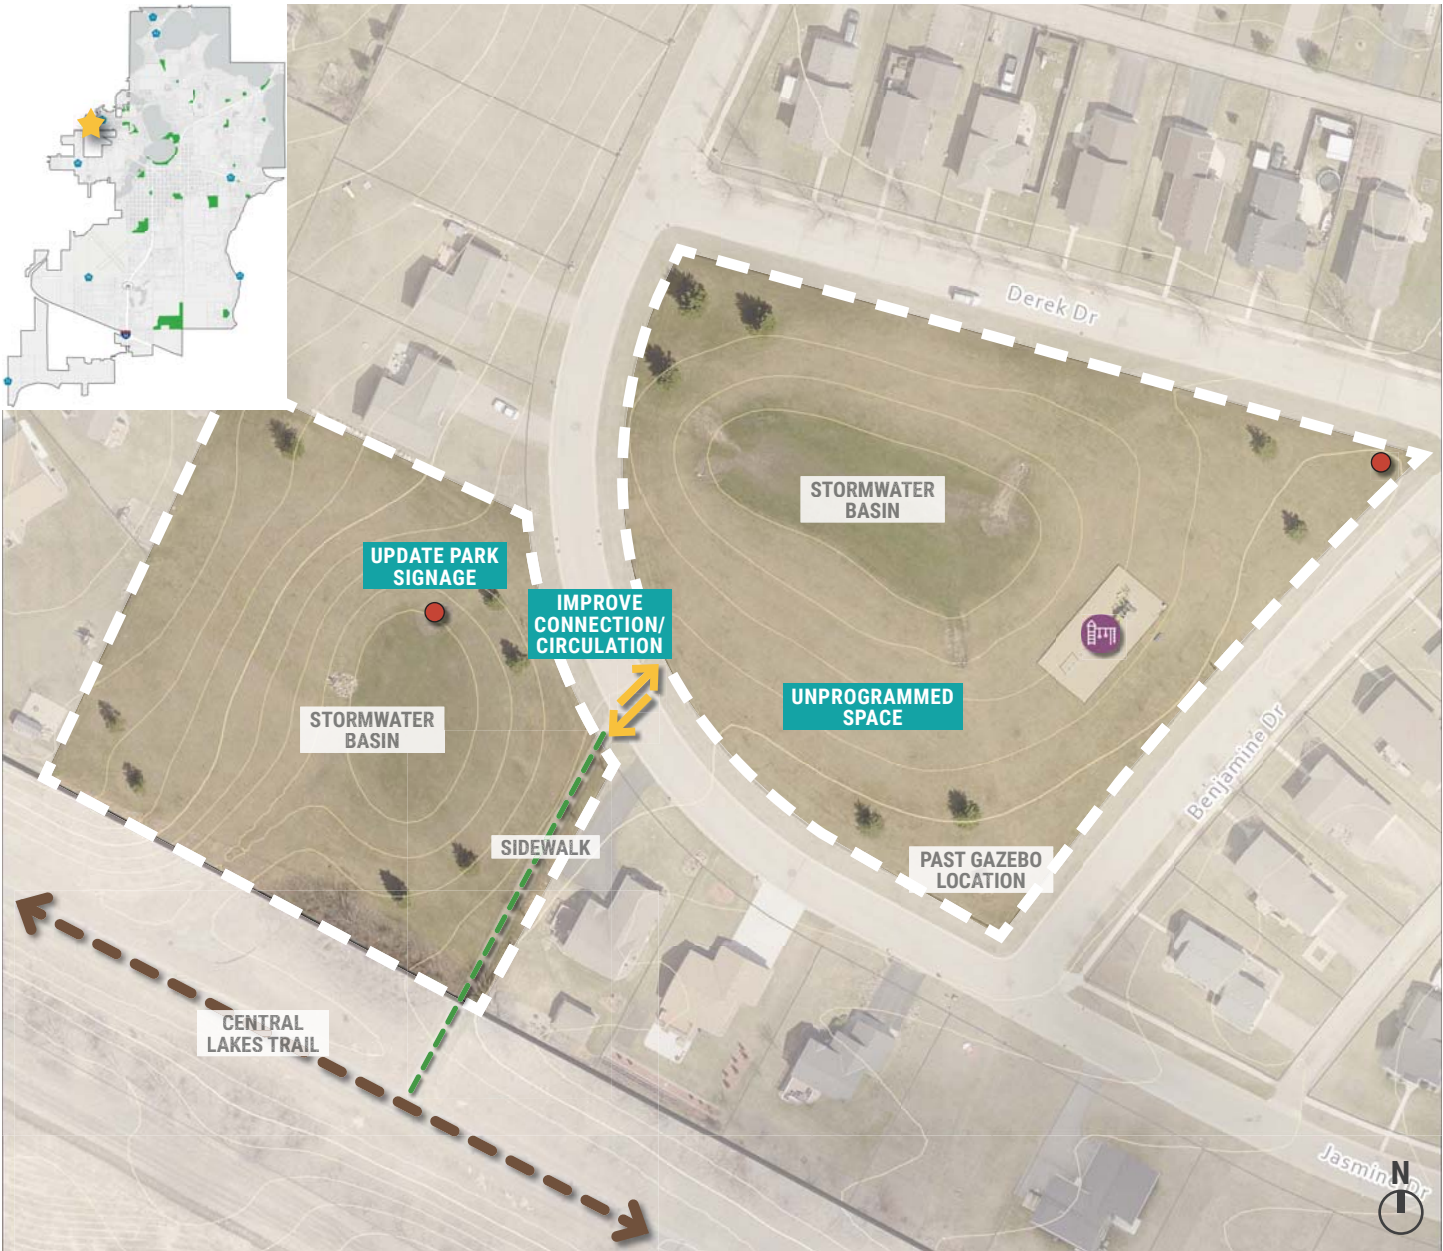 Derek Dr
STORMWATER
BASIN
UPDATE PARK
SIGNAGE
IMPROVE
CONNECTION/
CIRCULATION
UNPROGRAMMED
SPACE
STORMWATER
BASIN
Benjamine Dr
SIDEWALK
PAST GAZEBO
LOCATION
CENTRAL
LAKES TRAIL
Jasmine Dr
N